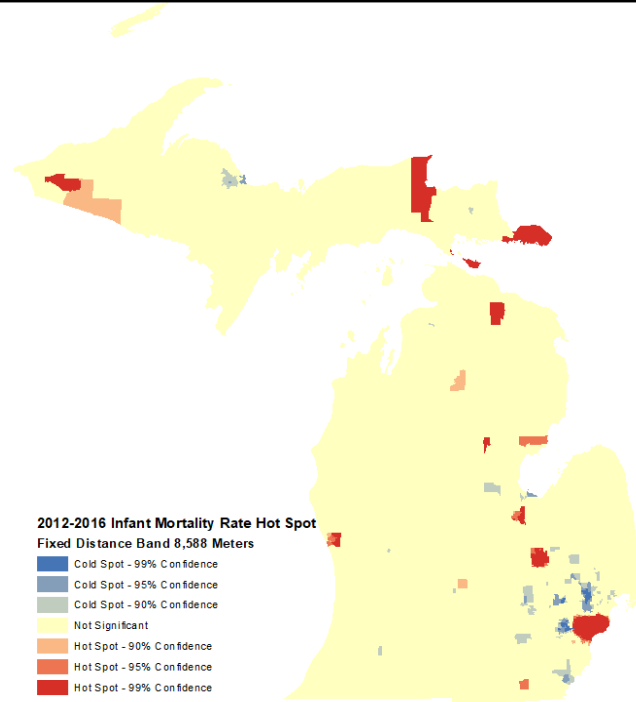 2012-2016 Infant Mortality Rate Hot Spot
Fixed Distance Band 8,588 Meters
Cold Spot - 99% Confidence
Cold Spot - 95% Confidence
Cold Spot - 90% Confidence
Not Significant
Hot Spot - 90% Confidence
Hot Spot - 95% Confidence
Hot Spot - 99% Confidence